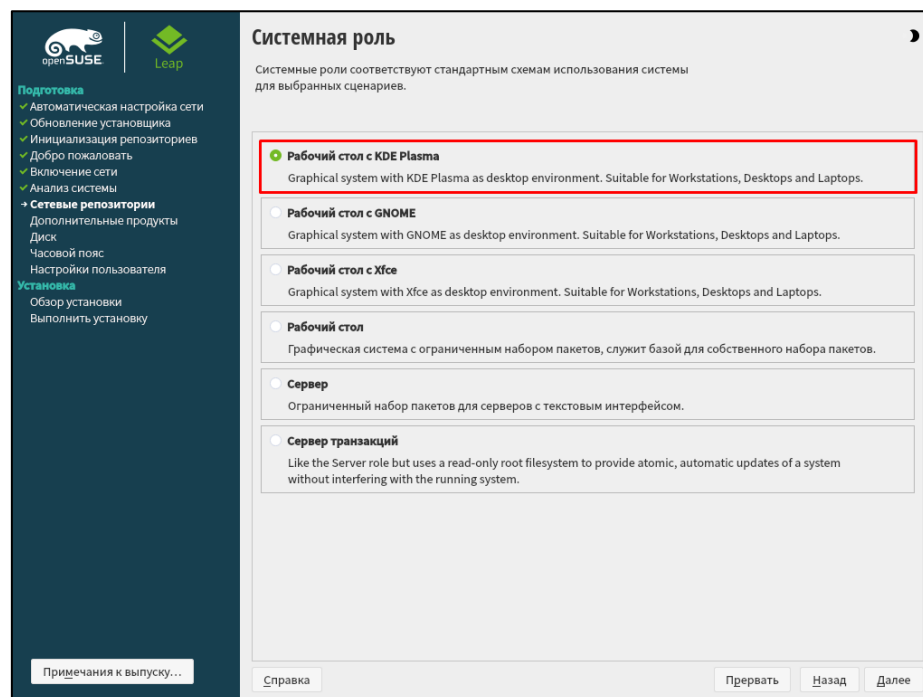 openSUSE
Leap
Подготовка
Автоматическая настройка сети
Обновление установщика
Инициализация репозиториев
Добро пожаловать
Включение сети
Анализ системы
Сетевые репозитории
Дополнительные продукты
Диск
Часовой пояс
Настройки пользователя
Установка
Обзор установки
Выполнить установку
Примечания к выпуску...
Системная роль
Системные роли соответствуют стандартным схемам использования системы
для выбранных сценариев.
Рабочий стол с KDE Plasma
Graphical system with KDE Plasma as desktop environment. Suitable for Workstations, Desktops and Laptops.
Рабочий стол с GNOME
Graphical system with GNOME as desktop environment. Suitable for Workstations, Desktops and Laptops.
Рабочий стол с Xfce
Graphical system with Xfce as desktop environment. Suitable for Workstations, Desktops and Laptops.
Рабочий стол
Графическая система с ограниченным набором пакетов, служит базой для собственного набора пакетов.
Сервер
Ограниченный набор пакетов для серверов с текстовым интерфейсом.
Сервер транзакций
Like the Server role but uses a read-only root filesystem to provide atomic, automatic updates of a system
without interfering with the running system.
Справка
Прервать
Назад
Далее